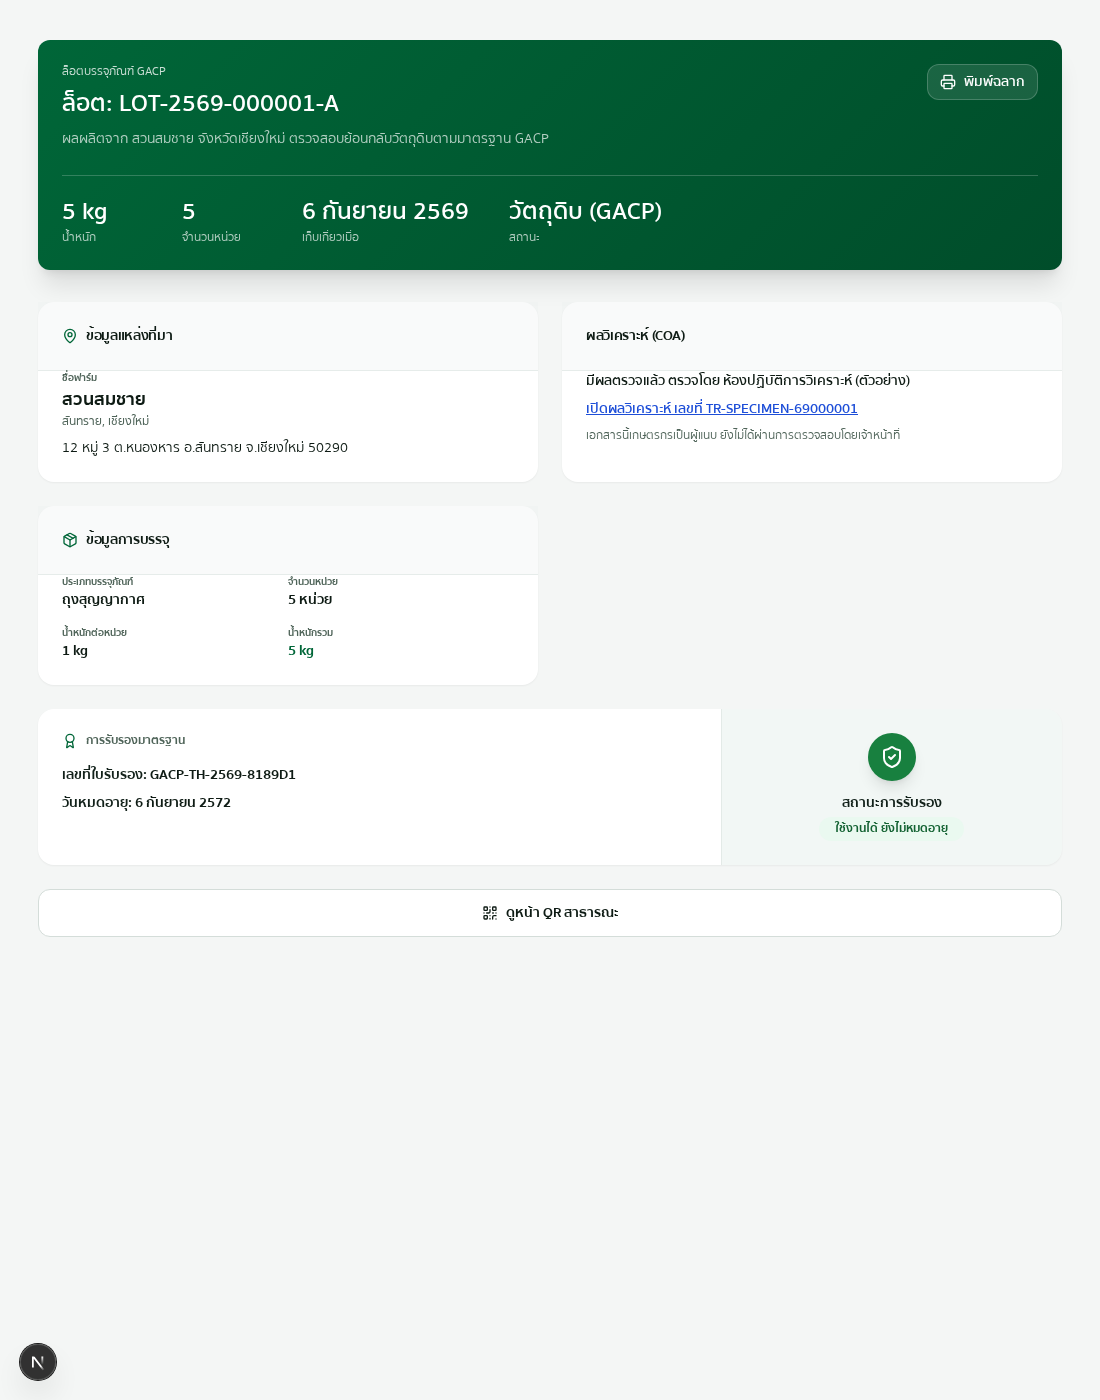 ล็อตบรรจุภัณฑ์ GACP
ล็อต: LOT-2569-000001-A
ผลผลิตจาก สวนสมชาย จังหวัดเชียงใหม่ ตรวจสอบย้อนกลับวัตถุดิบตามมาตรฐาน GACP
พิมพ์ฉลาก
5 kg
น้ำหนัก
5
จำนวนหน่วย
6 กันยายน 2569
เก็บเกี่ยวเมื่อ
วัตถุดิบ (GACP)
สถานะ
ข้อมูลแหล่งที่มา
ชื่อฟาร์ม
สวนสมชาย
สันทราย, เชียงใหม่
12 หมู่ 3 ต.หนองหาร อ.สันทราย จ.เชียงใหม่ 50290
ผลวิเคราะห์ (COA)
มีผลตรวจแล้ว ตรวจโดย ห้องปฏิบัติการวิเคราะห์ (ตัวอย่าง)
เปิดผลวิเคราะห์ เลขที่ TR-SPECIMEN-69000001
เอกสารนี้เกษตรกรเป็นผู้แนบ ยังไม่ได้ผ่านการตรวจสอบโดยเจ้าหน้าที่
ข้อมูลการบรรจุ
ประเภทบรรจุภัณฑ์
ถุงสุญญากาศ
จำนวนหน่วย
5 หน่วย
น้ำหนักต่อหน่วย
1 kg
น้ำหนักรวม
5 kg
การรับรองมาตรฐาน
เลขที่ใบรับรอง: GACP-TH-2569-8189D1
วันหมดอายุ: 6 กันยายน 2572
สถานะการรับรอง
ใช้งานได้ ยังไม่หมดอายุ
ดูหน้า QR สาธารณะ
N